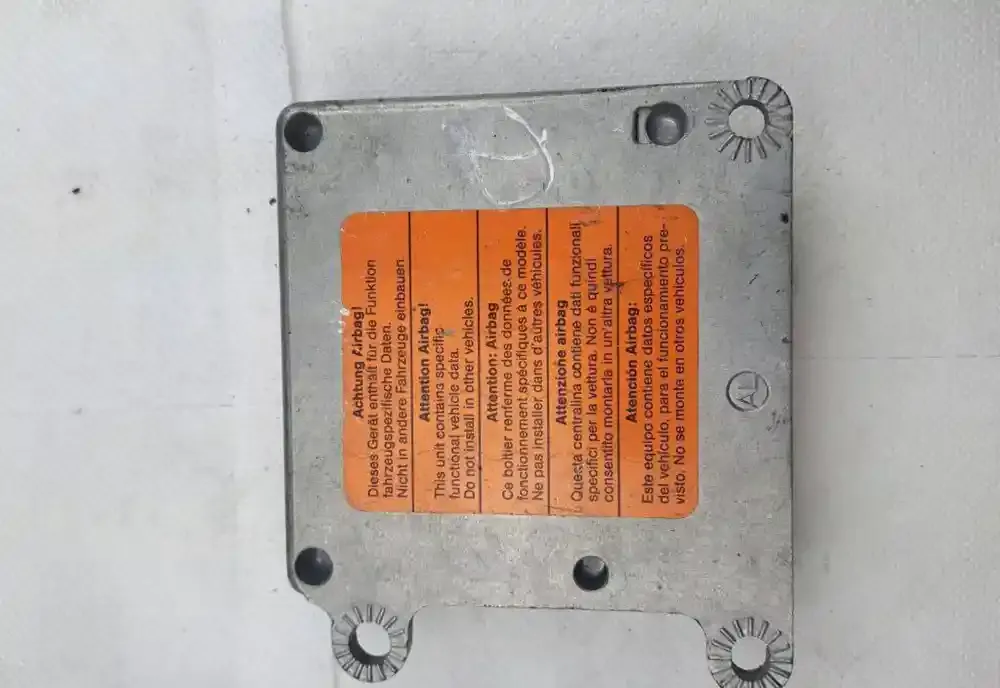 Achtung Airbag!
Dieses Gerät enthält für die Funktion
fahrzeugspezifische Daten.
Nicht in andere Fahrzeuge einbauen
Attention Airbag!
This unit contains specific
functional vehicle data.
Do not install in other vehicles.
Attention: Airbag
Ce boîtier renferme des données de
fonctionnement spécifiques à ce modèle.
Ne pas installer dans d'autres véhicules.
Attenzione airbag
Questa centralina contiene dati funzionali
specifici per la vettura. Non è quindi
consentito montarla in un'altra vettura.
Atención Airbag:
Este equipo contiene datos específicos
del vehículo, para el funcionamiento pre-
visto. No se monte en otros vehículos.
AL